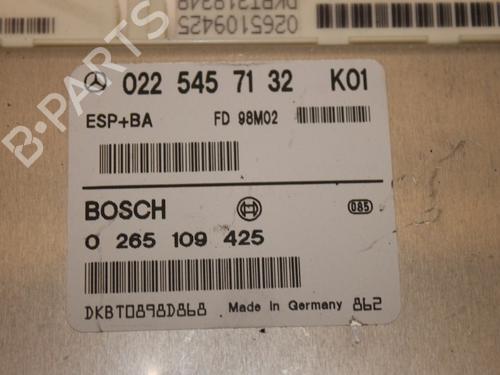 DKBT218348
0265109425
022 545 71 32 K01
ESP+BA FD 98M02
BOSCH 085
0 265 109 425
DKBT0898D868 Made in Germany 862
B-PARTS